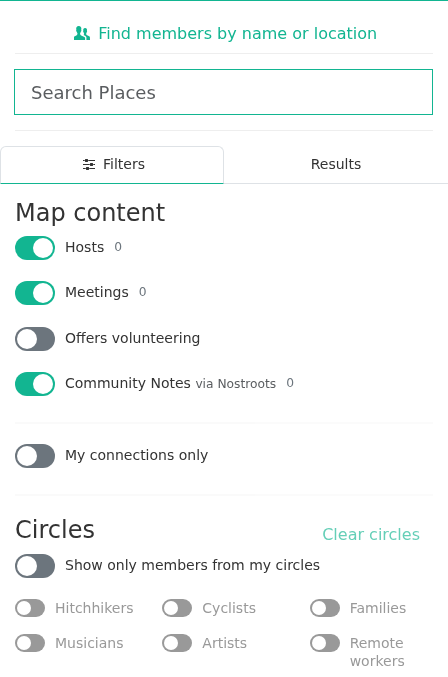 Find members by name or location
Search Places
Filters
Results
Map content
Hosts 0
Meetings 0
Offers volunteering
Community Notes via Nostroots 0
My connections only
Circles
Clear circles
Show only members from my circles
Hitchhikers Cyclists Families
Musicians Artists Remote
workers